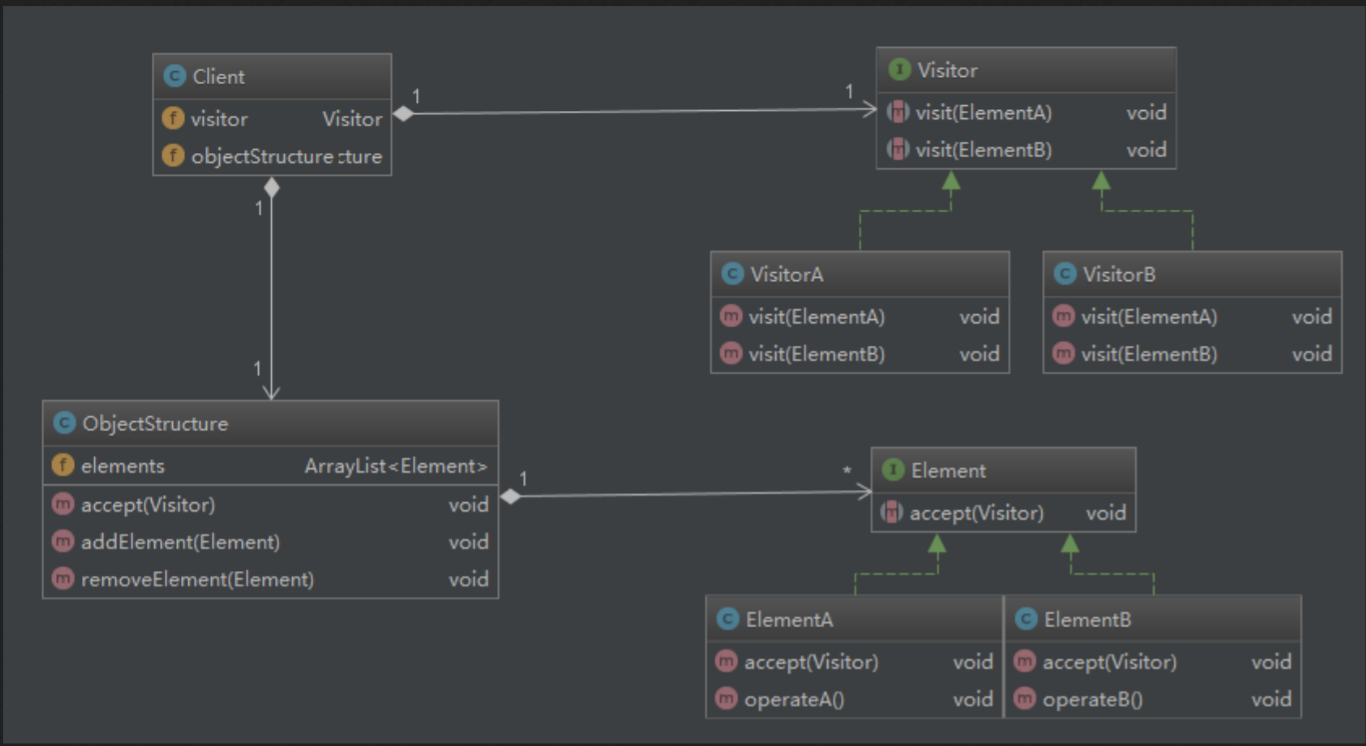 Client
visitor Visitor
objectStructure cture
1 1
1
1
Visitor
visit(ElementA) void
visit(ElementB) void
VisitorA
visit(ElementA) void
visit(ElementB) void
VisitorB
visit(ElementA) void
visit(ElementB) void
ObjectStructure
elements ArrayList<Element>
accept(Visitor) void
addElement(Element) void
removeElement(Element) void
1 *
Element
accept(Visitor) void
ElementA
accept(Visitor) void
operateA() void
ElementB
accept(Visitor) void
operateB() void